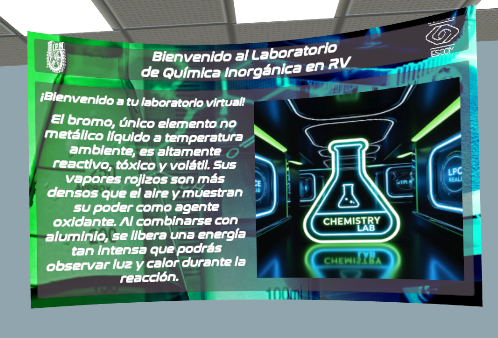 Bienvenido al Laboratorio
de Química Inorgánica en RV
¡Bienvenido a tu laboratorio virtual!
El bromo, único elemento no
metálico líquido a temperatura
ambiente, es altamente
reactivo, tóxico y volátil. Sus
vapores rojizos son más
densos que el aire y muestran
su poder como agente
oxidante. Al combinarse con
aluminio, se libera una energía
tan intensa que podrás
observar luz y calor durante la
reacción.
CHEMISTRY
LAB
100ml